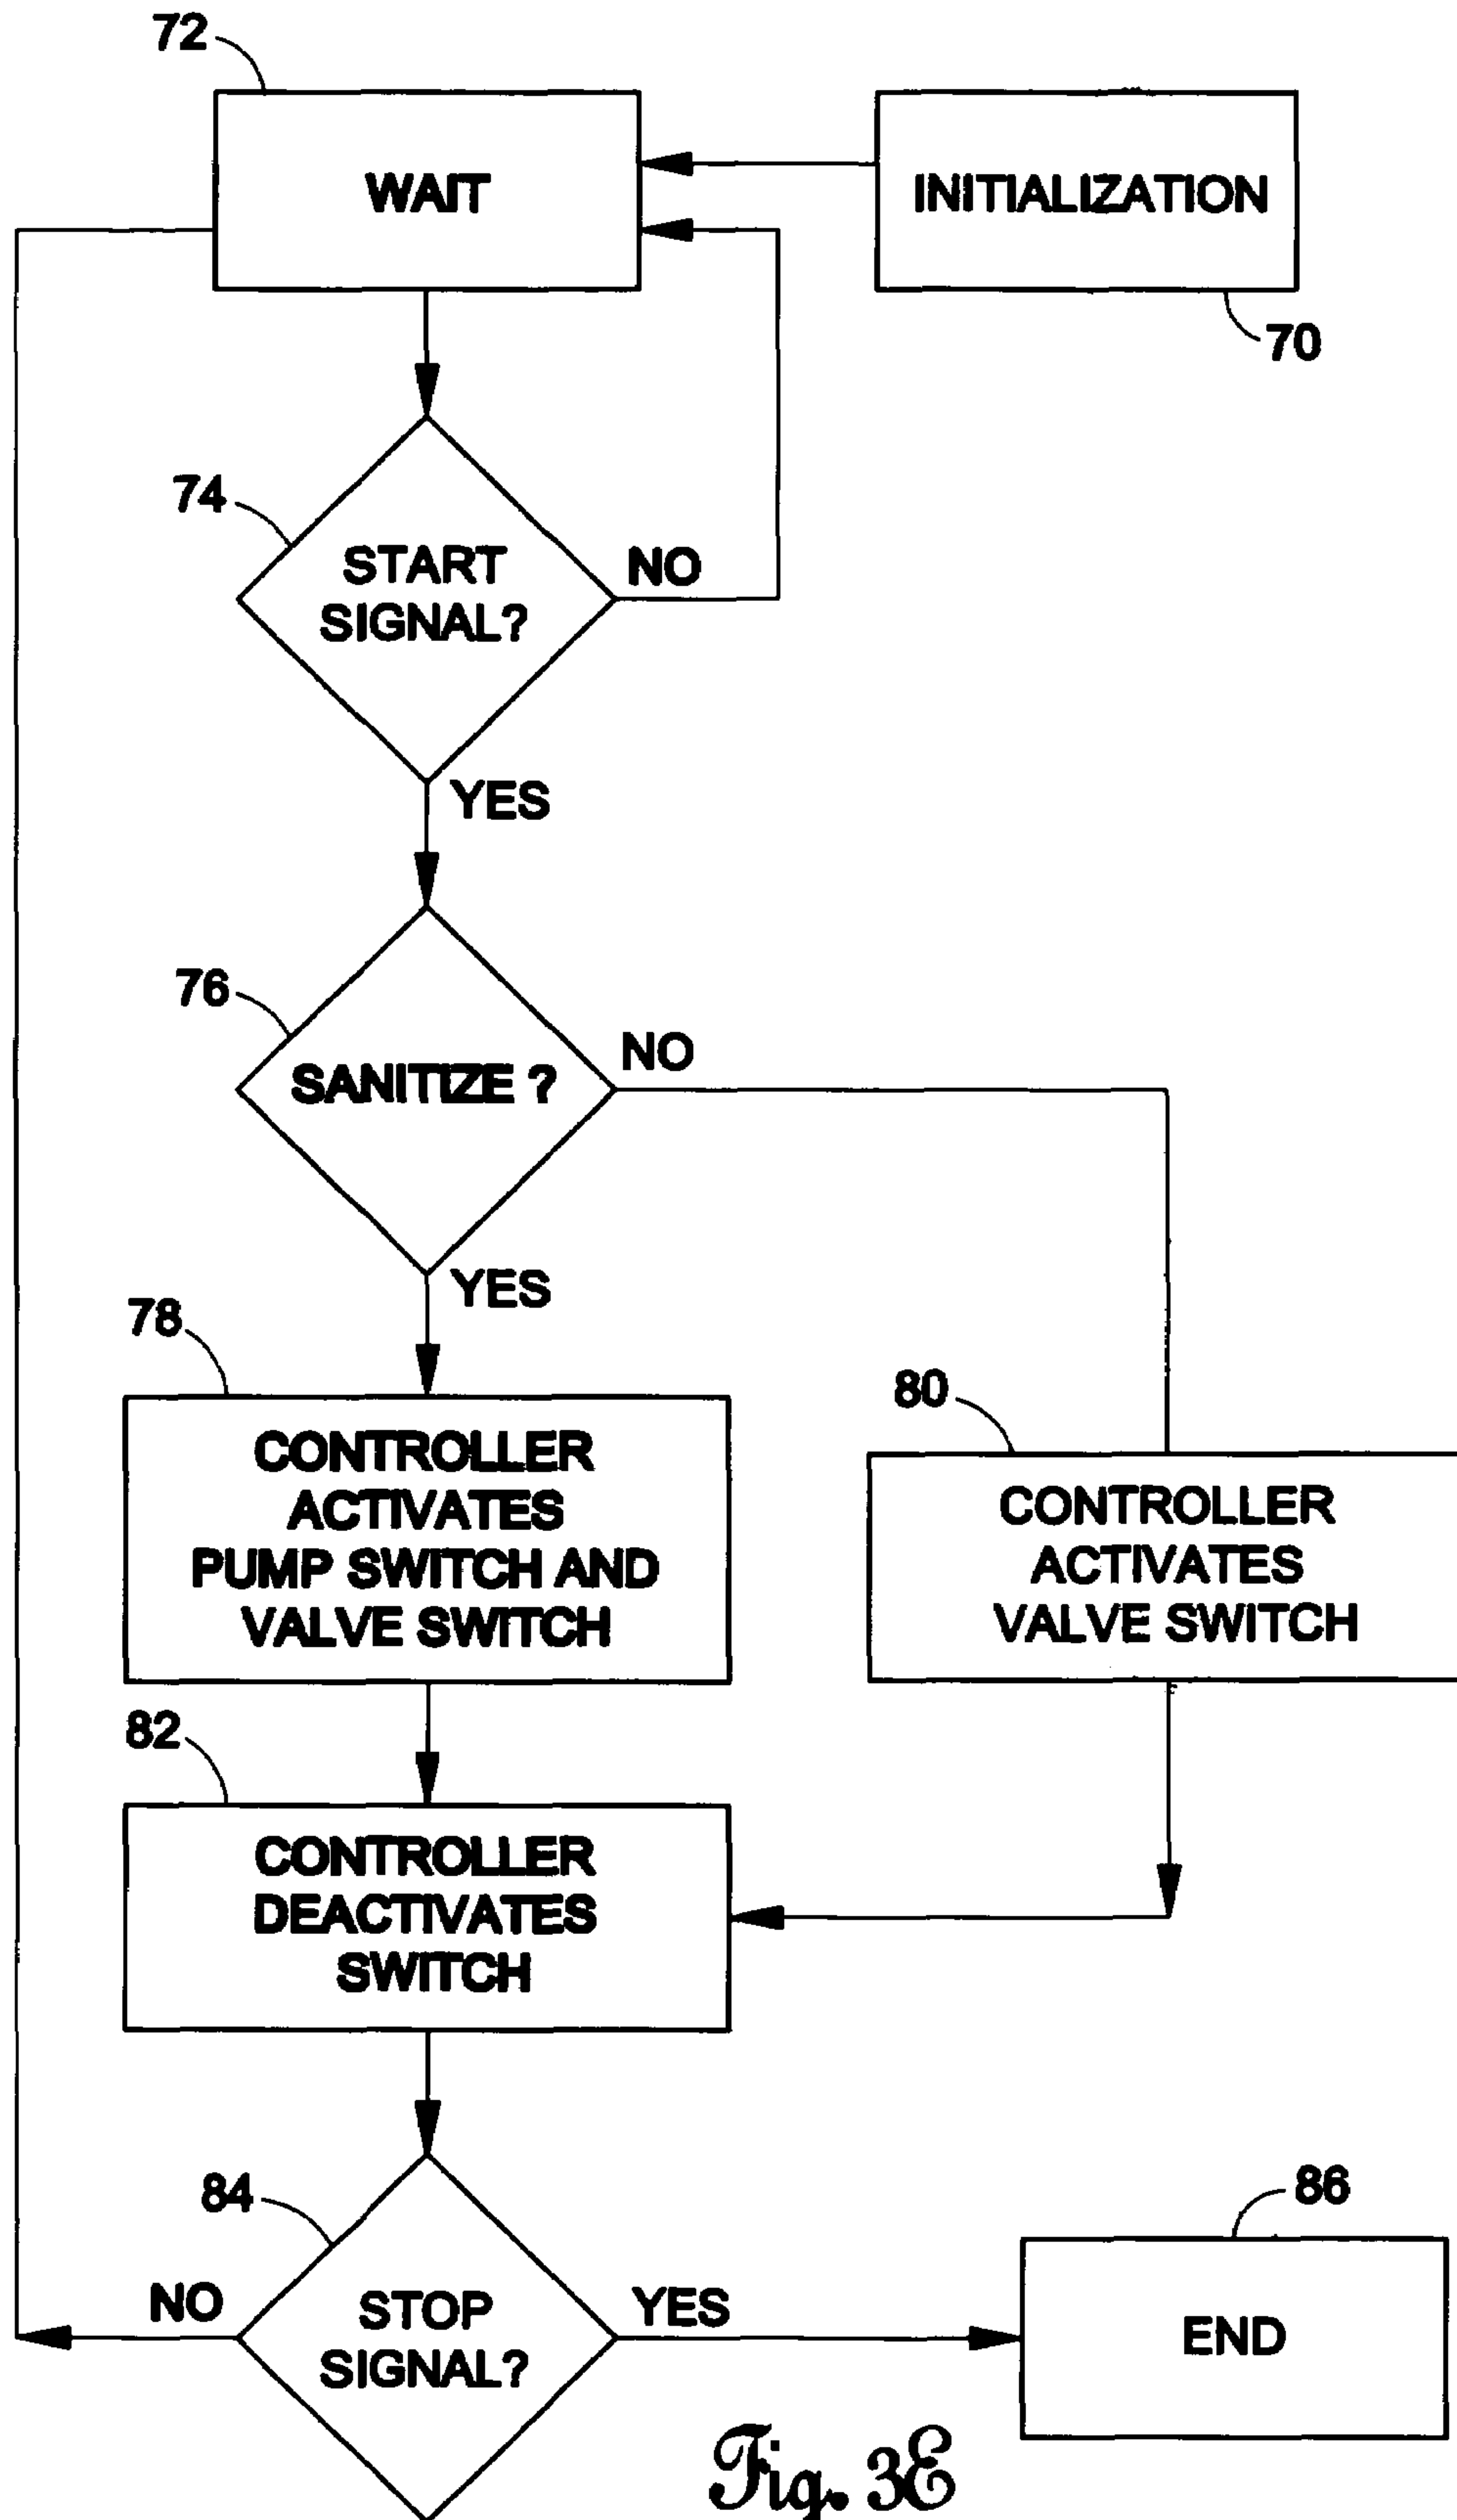 72
WAIT
INITIALIZATION
70
74
START
SIGNAL?
NO
YES
76
SANITIZE ?
NO
YES
78
CONTROLLER
ACTIVATES
PUMP SWITCH AND
VALVE SWITCH
80
CONTROLLER
ACTIVATES
VALVE SWITCH
82
CONTROLLER
DEACTIVATES
SWITCH
84
NO
STOP
SIGNAL?
YES
86
END
Fig. 3E